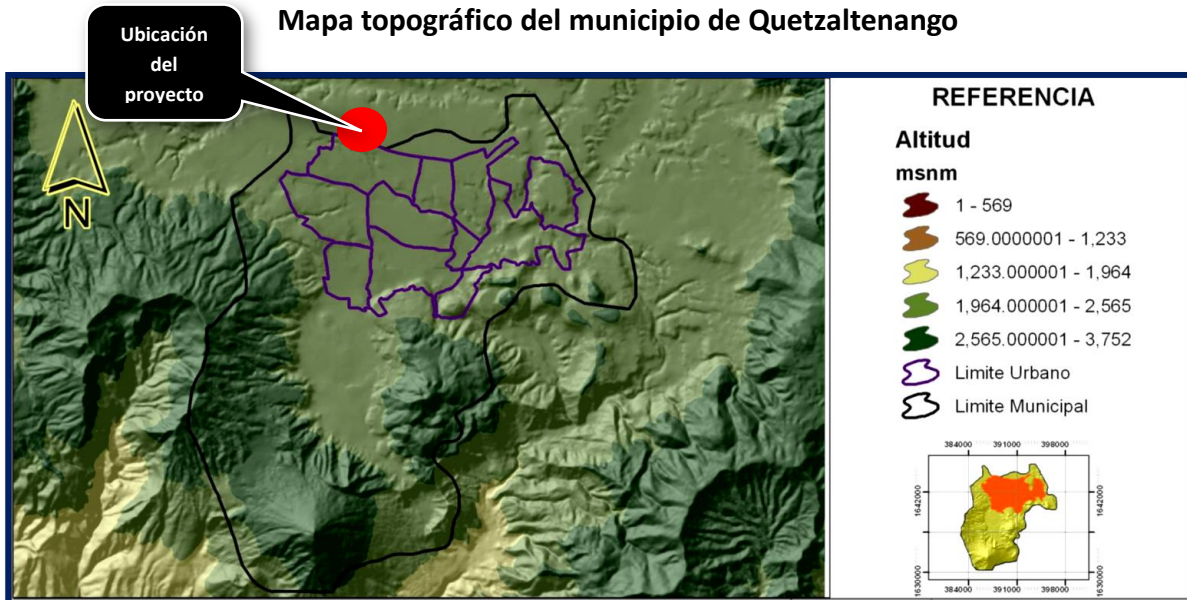 Mapa topográfico del municipio de Quetzaltenango
Ubicación
del
proyecto
N
REFERENCIA
Altitud
msnm
1 - 569
569.0000001 - 1,233
1,233.000001 - 1,964
1,964.000001 - 2,565
2,565.000001 - 3,752
Limite Urbano
Limite Municipal
384000 391000 398000
1642000 1642000
1630000 1630000
384000 391000 398000